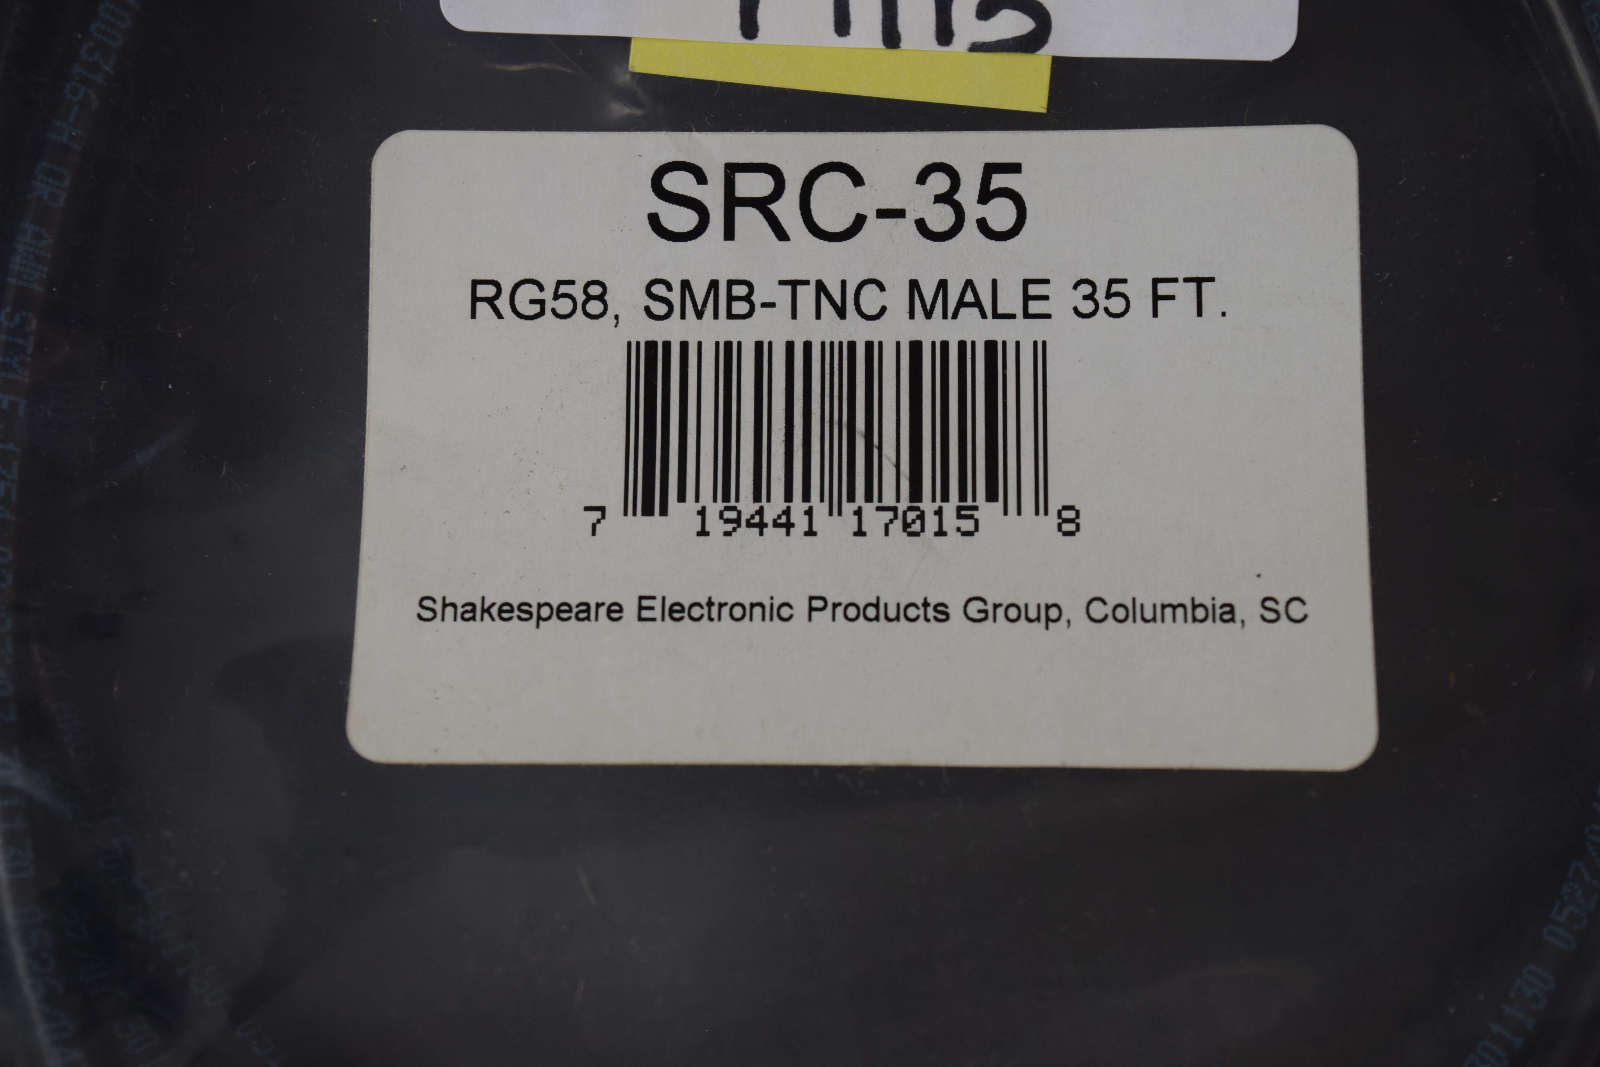 SRC-35
RG58, SMB-TNC MALE 35 FT.
7 19441 17015 8
Shakespeare Electronic Products Group, Columbia, SC